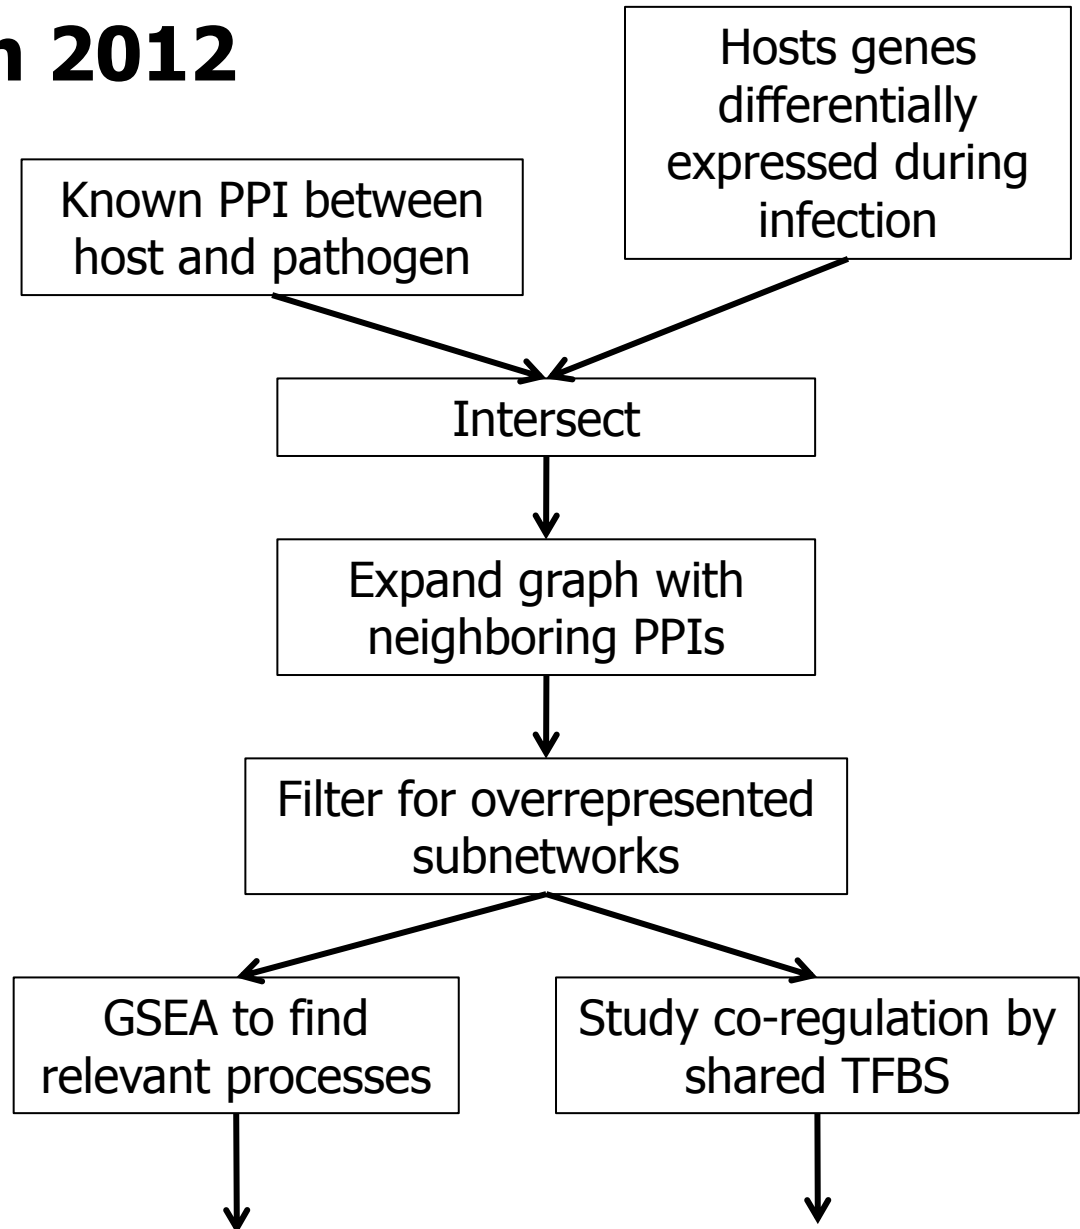 n 2012
Hosts genes
differentially
expressed during
infection
Known PPI between
host and pathogen
Intersect
Expand graph with
neighboring PPIs
Filter for overrepresented
subnetworks
GSEA to find
relevant processes
Study co-regulation by
shared TFBS